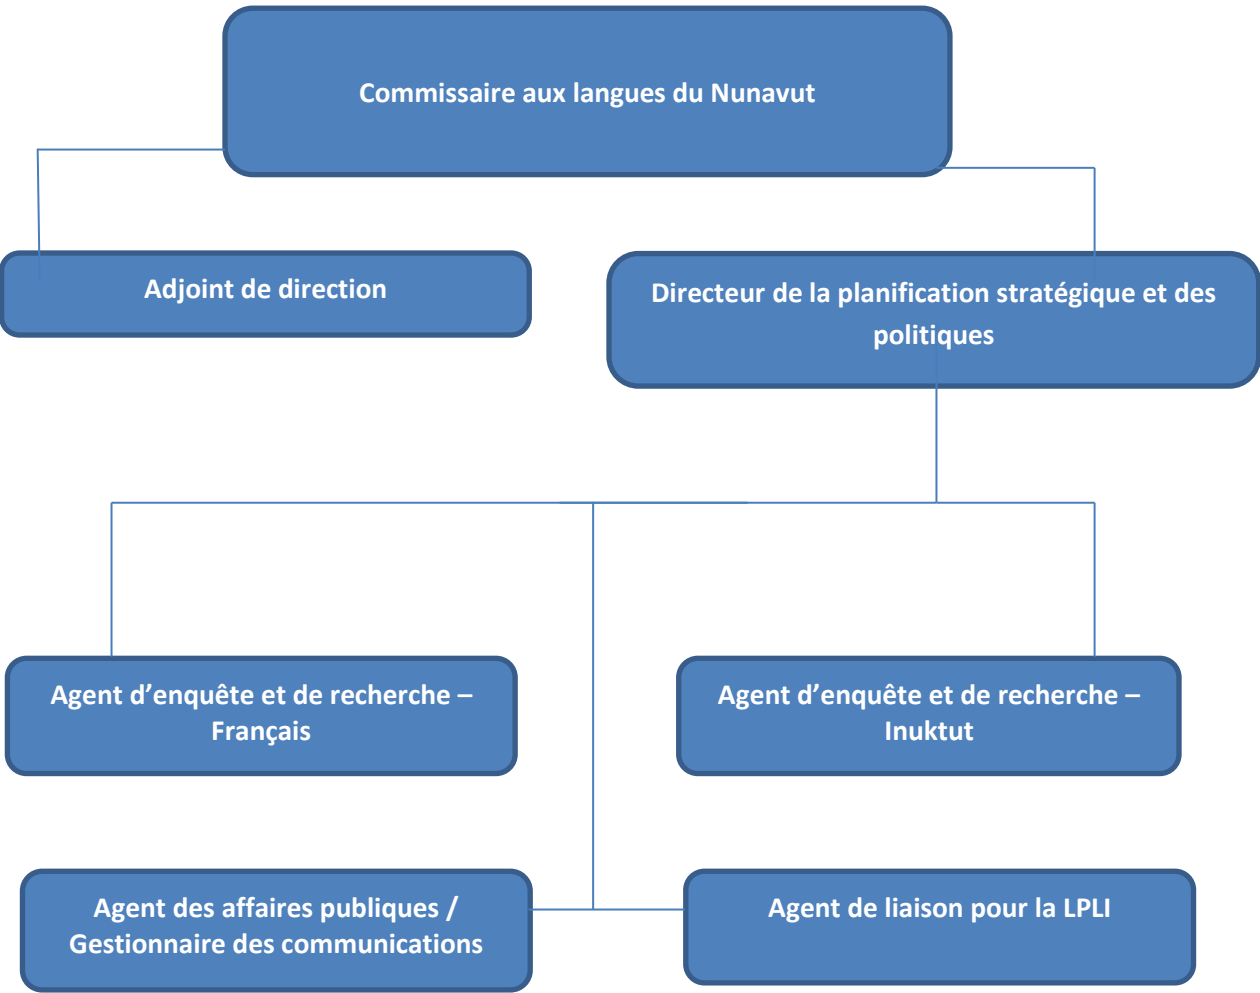 Commissaire aux langues du Nunavut
Adjoint de direction
Directeur de la planification stratégique et des
politiques
Agent d’enquête et de recherche –
Français
Agent d’enquête et de recherche –
Inuktut
Agent des affaires publiques /
Gestionnaire des communications
Agent de liaison pour la LPLI